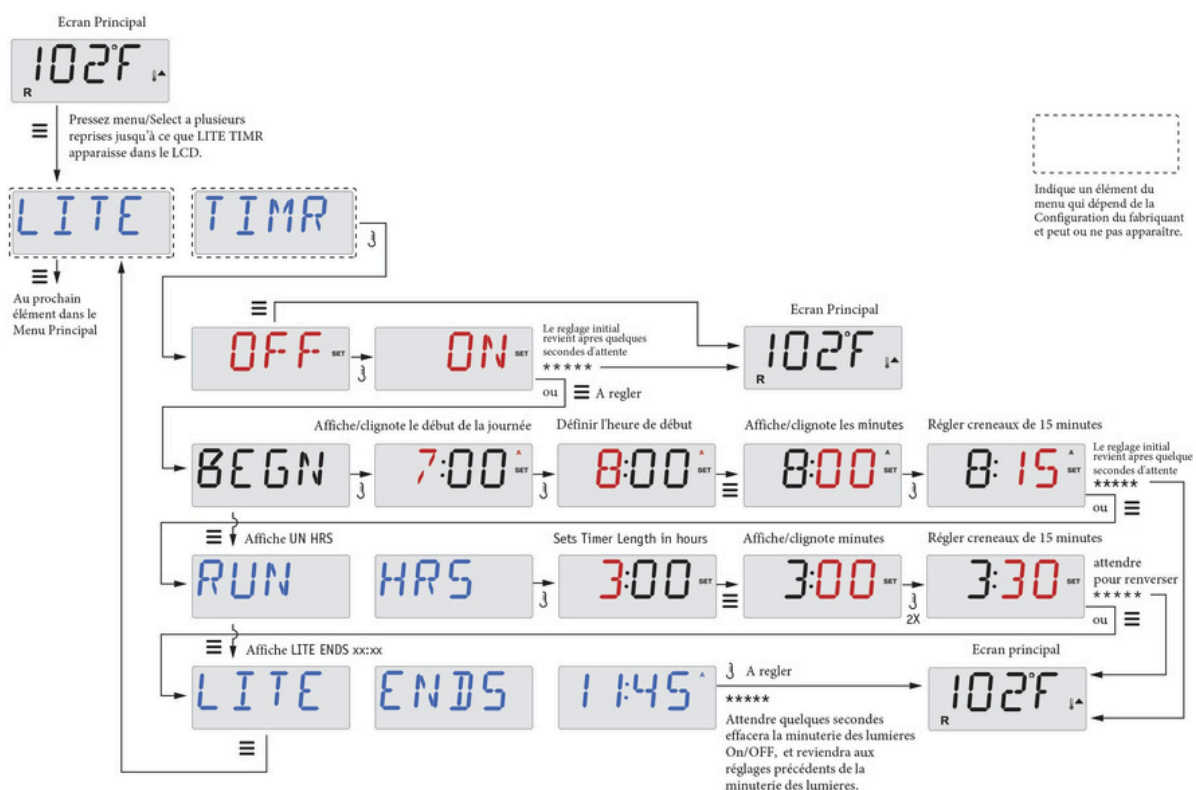 Ecran Principal
102°F
R
Pressez menu/Select a plusieurs
reprises jusqu'à ce que LITE TIMR
apparaisse dans le LCD.
LITE
TIMR
Indique un élément du
menu qui dépend de la
Configuration du fabriquant
et peut ou ne pas apparaître.
Au prochain
élément dans le
Menu Principal
OFF SET
ON SET
Le reglage initial
revient apres quelques
secondes d'attente
*****
ou
A regler
Ecran Principal
102°F
R
Affiche/clignote le début de la journée
Définir l'heure de début
Affiche/clignote les minutes
Régler creneaux de 15 minutes
BEGN
7:00 A SET
8:00 A SET
8:00 A SET
8:15 A SET
Le reglage initial
revient apres quelque
secondes d'attente
*****
ou
Affiche UN HRS
Sets Timer Length in hours
Affiche/clignote minutes
Régler creneaux de 15 minutes
RUN
HRS
3:00 SET
3:00 SET
2X
3:30 SET
attendre
pour renverser
*****
ou
Affiche LITE ENDS xx:xx
LITE
ENDS
11:45 A
A regler
*****
Attendre quelques secondes
effacera la minuterie des lumieres
On/OFF, et reviendra aux
réglages précédents de la
minuterie des lumieres.
Ecran principal
102°F
R